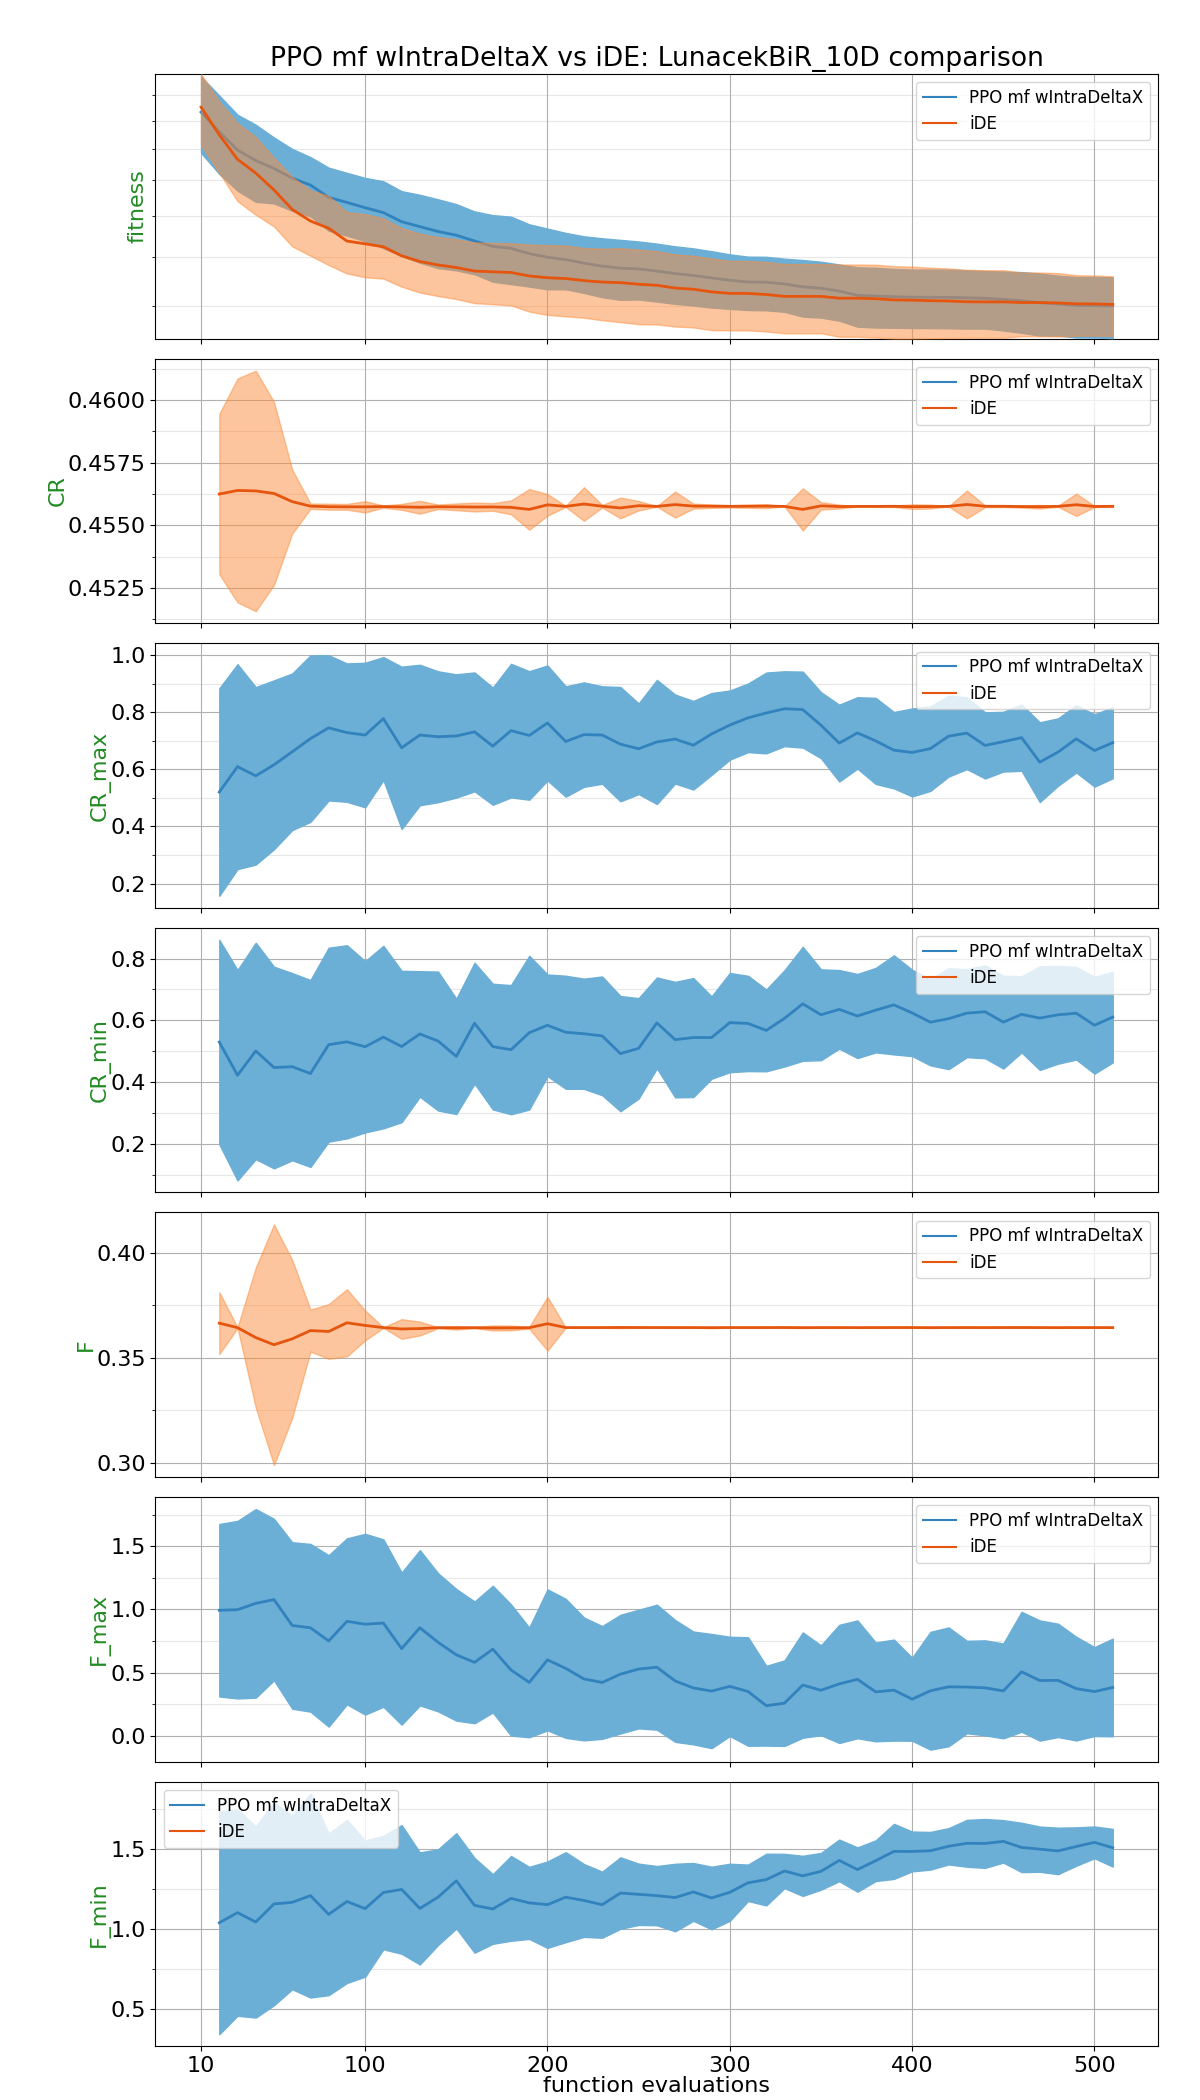 PPO mf wIntraDeltaX vs iDE: LunacekBiR_10D comparison
fitness
PPO mf wIntraDeltaX
iDE
CR
0.4600
0.4575
0.4550
0.4525
PPO mf wIntraDeltaX
iDE
CR_max
1.0
0.8
0.6
0.4
0.2
PPO mf wIntraDeltaX
iDE
CR_min
0.8
0.6
0.4
0.2
PPO mf wIntraDeltaX
iDE
F
0.40
0.35
0.30
PPO mf wIntraDeltaX
iDE
F_max
1.5
1.0
0.5
0.0
PPO mf wIntraDeltaX
iDE
F_min
1.5
1.0
0.5
PPO mf wIntraDeltaX
iDE
10 100 200 300 400 500
function evaluations